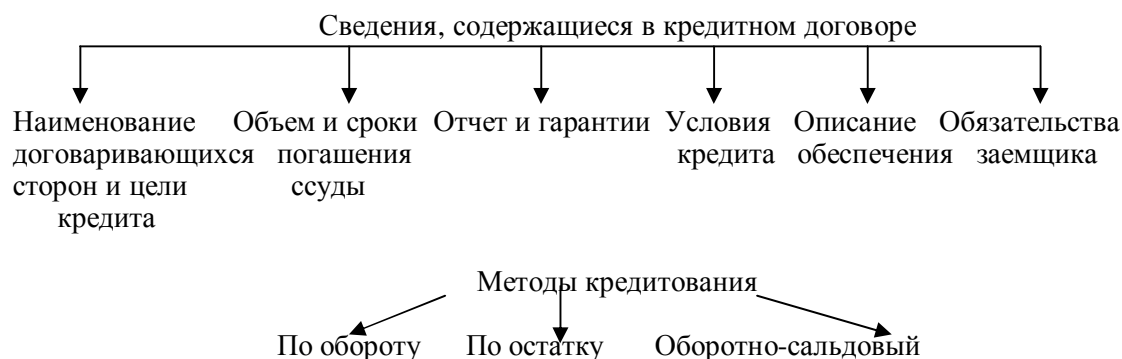 Сведения, содержащиеся в кредитном договоре
Наименование договаривающихся сторон и цели кредита
Объем и сроки погашения ссуды
Отчет и гарантии
Условия кредита
Описание обеспечения
Обязательства заемщика
Методы кредитования
По обороту
По остатку
Оборотно-сальдовый